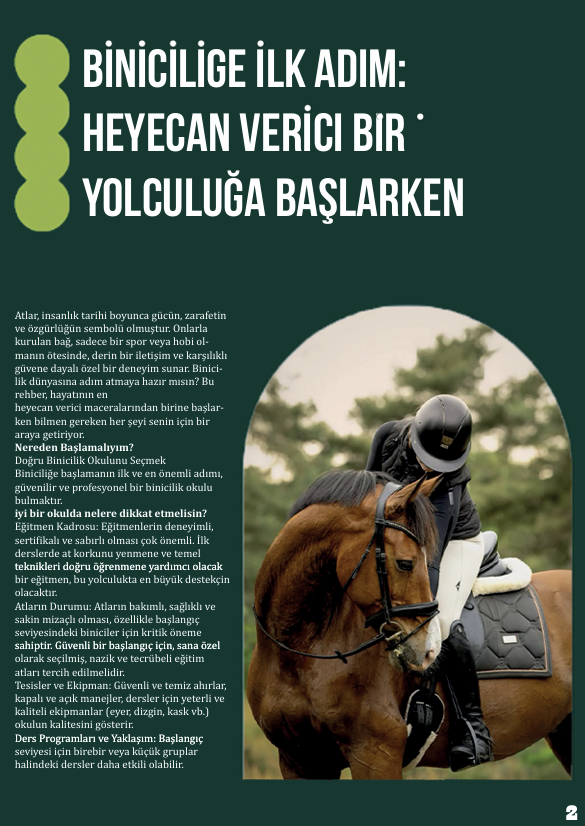 BİNİCİLİGE İLK ADIM:
HEYECAN VERİCI BIR ˙
YOLCULUĞA BAŞLARKEN
Atlar, insanlık tarihi boyunca gücün, zarafetin
ve özgürlüğün sembolü olmuştur. Onlarla
kurulan bağ, sadece bir spor veya hobi ol-
manın ötesinde, derin bir iletişim ve karşılıklı
güvene dayalı özel bir deneyim sunar. Binici-
lik dünyasına adım atmaya hazır mısın? Bu
rehber, hayatının en
heyecan verici maceralarından birine başlar-
ken bilmen gereken her şeyi senin için bir
araya getiriyor.
Nereden Başlamalıyım?
Doğru Binicilik Okulunu Seçmek
Biniciliğe başlamanın ilk ve en önemli adımı,
güvenilir ve profesyonel bir binicilik okulu
bulmaktır.
iyi bir okulda nelere dikkat etmelisin?
Eğitmen Kadrosu: Eğitmenlerin deneyimli,
sertifikalı ve sabırlı olması çok önemli. İlk
derslerde at korkunu yenmene ve temel
teknikleri doğru öğrenmene yardımcı olacak
bir eğitmen, bu yolculukta en büyük destekçin
olacaktır.
Atların Durumu: Atların bakımlı, sağlıklı ve
sakin mizaçlı olması, özellikle başlangıç
seviyesindeki biniciler için kritik öneme
sahiptir. Güvenli bir başlangıç için, sana özel
olarak seçilmiş, nazik ve tecrübeli eğitim
atları tercih edilmelidir.
Tesisler ve Ekipman: Güvenli ve temiz ahırlar,
kapalı ve açık manejler, dersler için yeterli ve
kaliteli ekipmanlar (eyer, dizgin, kask vb.)
okulun kalitesini gösterir.
Ders Programları ve Yaklaşım: Başlangıç
seviyesi için birebir veya küçük gruplar
halindeki dersler daha etkili olabilir.
2